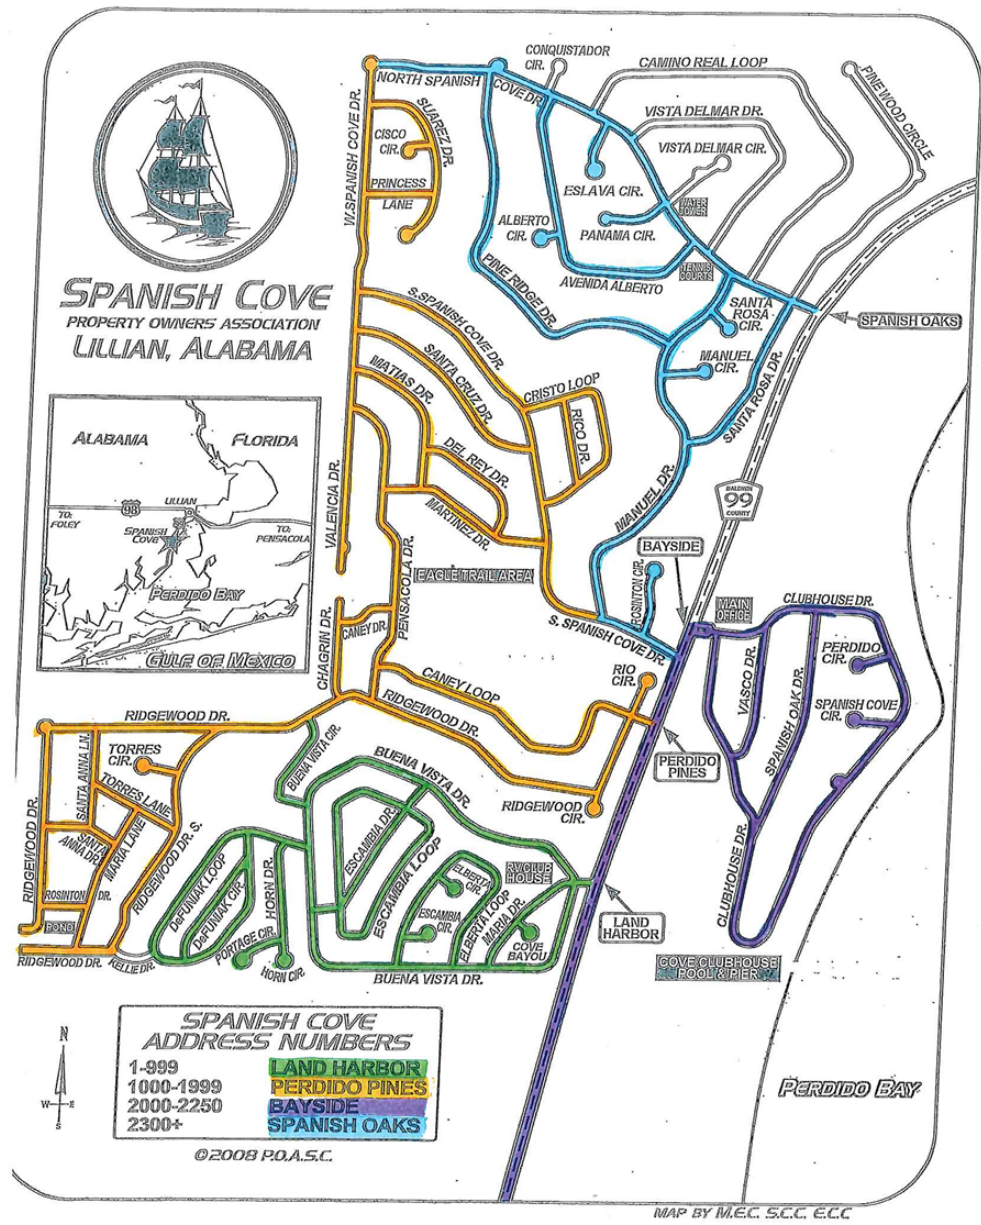 CONQUISTADOR
CIR.
CAMINO REAL LOOP
PINEWOOD CIRCLE
NORTH SPANISH
COVE DR.
W. SPANISH COVE DR.
SUAREZ DR.
CISCO
CIR.
PRINCESS
LANE
VISTA DELMAR DR.
VISTA DELMAR CIR.
ESLAVA CIR.
WATER
TOWER
ALBERTO
CIR.
PANAMA CIR.
TENNIS
COURTS
AVENIDA ALBERTO
PINE RIDGE DR.
SANTA
ROSA
CIR.
SPANISH OAKS
MANUEL
CIR.
SANTA ROSA DR.
SPANISH COVE
PROPERTY OWNERS ASSOCIATION
LILLIAN, ALABAMA
S. SPANISH COVE DR.
SANTA CRUZ DR.
MATIAS DR.
CRISTO LOOP
RICO DR.
DEL REY DR.
MARTINEZ DR.
VALENCIA DR.
MANUEL DR.
BALDWIN
99
COUNTY
ALABAMA
FLORIDA
LILLIAN
98
TO:
FOLEY
SPANISH
COVE
TO:
PENSACOLA
PERDIDO BAY
GULF OF MEXICO
BAYSIDE
EAGLE TRAIL AREA
PENSACOLA DR.
ROSINTON CIR.
MAIN
OFFICE
CLUBHOUSE DR.
CHAGRIN DR.
CANEY DR.
S. SPANISH COVE DR.
RIO
CIR.
PERDIDO
CIR.
VASCO DR.
SPANISH OAK DR.
SPANISH COVE
CIR.
CANEY LOOP
RIDGEWOOD DR.
RIDGEWOOD DR.
PERDIDO
PINES
BUENA VISTA CIR.
BUENA VISTA DR.
RIDGEWOOD
CIR.
TORRES
CIR.
SANTA ANNA LN.
TORRES LANE
SANTA
ANNA DR.
MARIA LANE
RIDGEWOOD DR.
RIDGEWOOD DR. S.
ROSINTON DR.
POND
RIDGEWOOD DR.
KELLIE DR.
DEFUNIAK LOOP
DEFUNIAK CIR.
HORN DR.
PORTAGE CIR.
HORN CIR.
ESCAMBIA DR.
ESCAMBIA LOOP
ELBERTA
CIR.
RV CLUB
HOUSE
ESCAMBIA
CIR.
ELBERTA LOOP
MARIA DR.
COVE
BAYOU
BUENA VISTA DR.
LAND
HARBOR
CLUBHOUSE DR.
COVE CLUBHOUSE
POOL & PIER
SPANISH COVE
ADDRESS NUMBERS
1-999 LAND HARBOR
1000-1999 PERDIDO PINES
2000-2250 BAYSIDE
2300+ SPANISH OAKS
©2008 P.O.A.S.C.
N
W E
S
PERDIDO BAY
MAP BY M.E.C. S.C.C. E.C.C